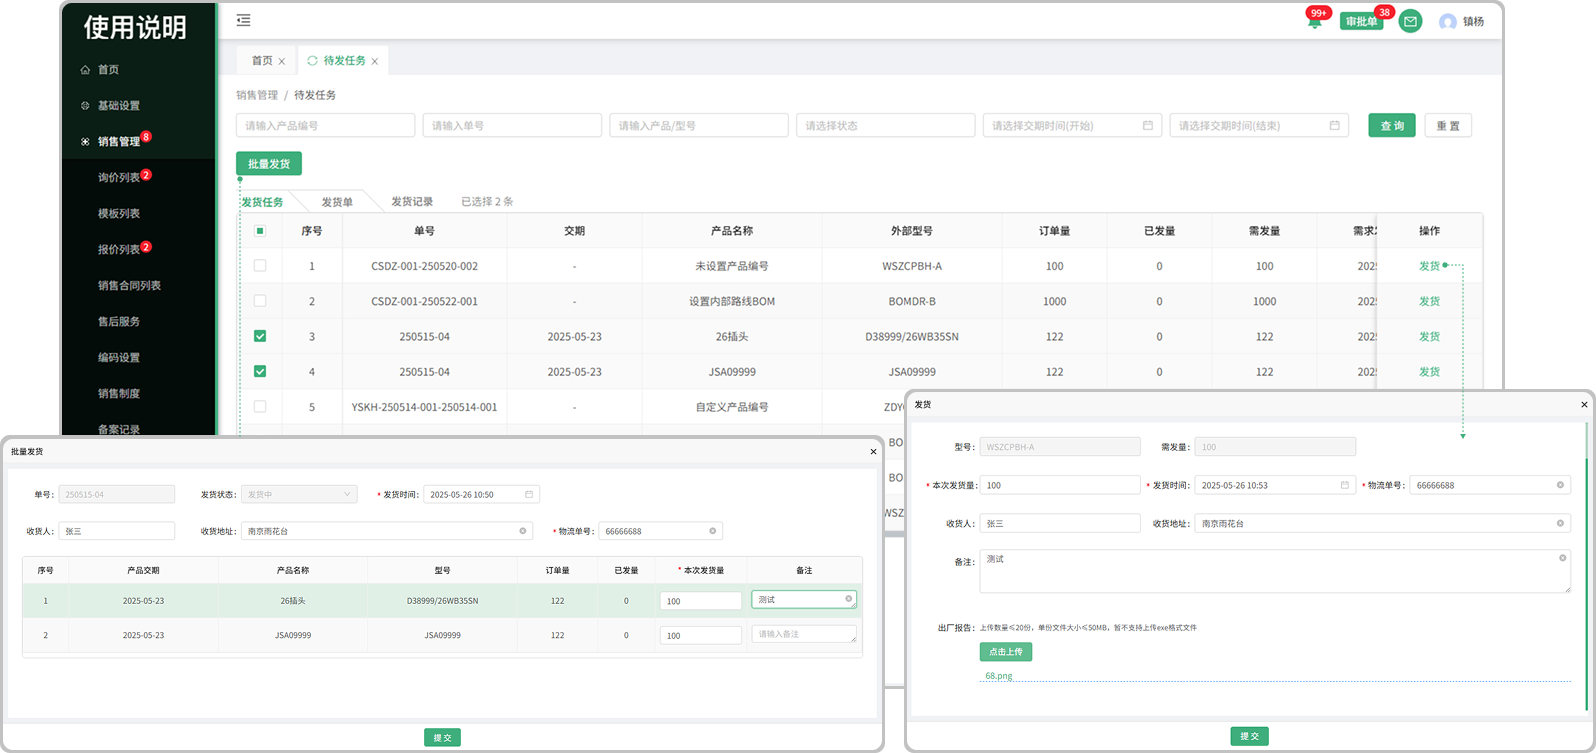 使用说明
首页
基础设置
销售管理 8
询价列表 2
模板列表
报价列表 2
销售合同列表
售后服务
编码设置
销售制度
备案记录
99+
审批单 38
镇杨
首页 待发任务
销售管理 / 待发任务
请输入产品编号 请输入单号 请输入产品/型号 请选择状态 请选择交期时间(开始) 请选择交期时间(结束) 查询 重置
批量发货
发货任务 发货单 发货记录 已选择 2 条
序号 单号 交期 产品名称 外部型号 订单量 已发量 需发量 操作
1 CSDZ-001-250520-002 - 未设置产品编号 WSZCPBH-A 100 0 100 202 发货
2 CSDZ-001-250522-001 - 设置内部路线BOM BOMDR-B 1000 0 1000 202 发货
3 250515-04 2025-05-23 26插头 D38999/26WB35SN 122 0 122 202 发货
4 250515-04 2025-05-23 JSA09999 JSA09999 122 0 122 202 发货
5 YSKH-250514-001-250514-001 - 自定义产品编号 ZDY
BO
BO
WSZ
批量发货
单号: 250515-04 发货状态: 发货中 * 发货时间: 2025-05-26 10:50
收货人: 张三 收货地址: 南京雨花台 * 物流单号: 66666688
序号 产品交期 产品名称 型号 订单量 已发量 * 本次发货量 备注
1 2025-05-23 26插头 D38999/26WB35SN 122 0 100 测试
2 2025-05-23 JSA09999 JSA09999 122 0 100 请输入备注
提交
发货
型号: WSZCPBH-A 需发量: 100
* 本次发货量: 100 * 发货时间: 2025-05-26 10:53 * 物流单号: 66666688
收货人: 张三 收货地址: 南京雨花台
备注: 测试
出厂报告: 上传数量≤20份，单份文件大小≤50MB，暂不支持上传exe格式文件
点击上传
68.png
提交